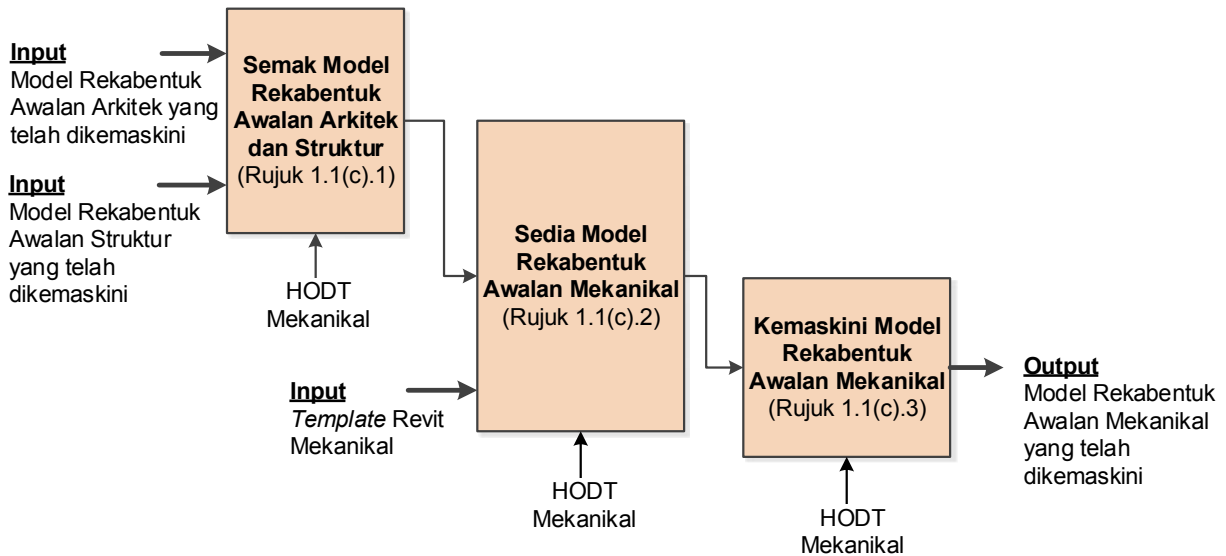 Input
Model Rekabentuk
Awalan Arkitek yang
telah dikemaskini
Input
Model Rekabentuk
Awalan Struktur
yang telah
dikemaskini
Semak Model
Rekabentuk
Awalan Arkitek
dan Struktur
(Rujuk 1.1(c).1)
HODT
Mekanikal
Input
Template Revit
Mekanikal
Sedia Model
Rekabentuk
Awalan Mekanikal
(Rujuk 1.1(c).2)
HODT
Mekanikal
Kemaskini Model
Rekabentuk
Awalan Mekanikal
(Rujuk 1.1(c).3)
HODT
Mekanikal
Output
Model Rekabentuk
Awalan Mekanikal
yang telah
dikemaskini